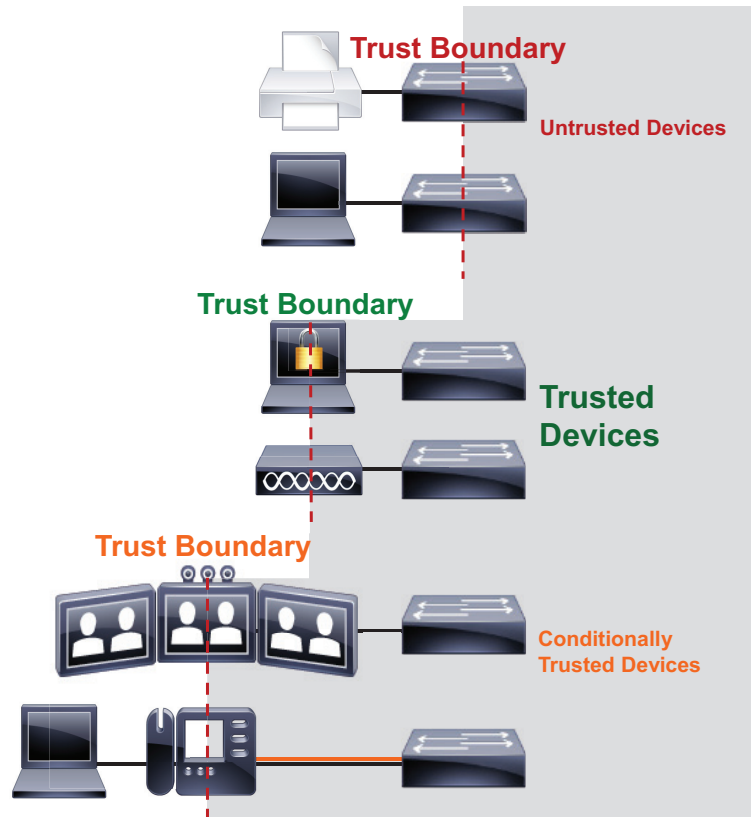 Trust Boundary
Untrusted Devices
Trust Boundary
Trusted
Devices
Trust Boundary
Conditionally
Trusted Devices